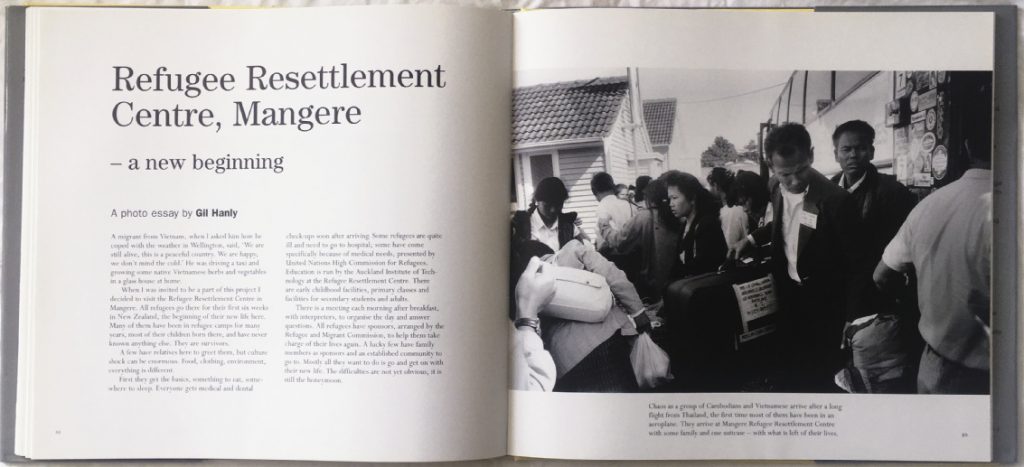 Refugee Resettlement
Centre, Mangere
– a new beginning
A photo essay by Gil Hanly
A migrant from Vietnam, when I asked him how he
coped with the weather in Wellington, said, 'We are
still alive, this is a peaceful country. We are happy,
we don't mind the cold.' He was driving a taxi and
growing some native Vietnamese herbs and vegetables
in a glass house at home.
When I was invited to be a part of this project I
decided to visit the Refugee Resettlement Centre in
Mangere. All refugees go there for their first six weeks
in New Zealand, the beginning of their new life here.
Many of them have been in refugee camps for many
years, most of their children born there, and have never
known anything else. They are survivors.
A few have relatives here to greet them, but culture
shock can be enormous. Food, clothing, environment,
everything is different.
First they get the basics, something to eat, some-
where to sleep. Everyone gets medical and dental
check-ups soon after arriving. Some refugees are quite
ill and need to go to hospital; some have come
specifically because of medical needs, presented by
United Nations High Commission for Refugees.
Education is run by the Auckland Institute of Tech-
nology at the Refugee Resettlement Centre. There
are early childhood facilities, primary classes and
facilities for secondary students and adults.
There is a meeting each morning after breakfast,
with interpreters, to organise the day and answer
questions. All refugees have sponsors, arranged by the
Refugee and Migrant Commission, to help them take
charge of their lives again. A lucky few have family
members as sponsors and an established community to
go to. Mostly all they want to do is go and get on with
their new life. The difficulties are not yet obvious, it is
still the honeymoon.
Chaos as a group of Cambodians and Vietnamese arrive after a long
flight from Thailand, the first time most of them have been in an
aeroplane. They arrive at Mangere Refugee Resettlement Centre
with some family and one suitcase – with what is left of their lives.